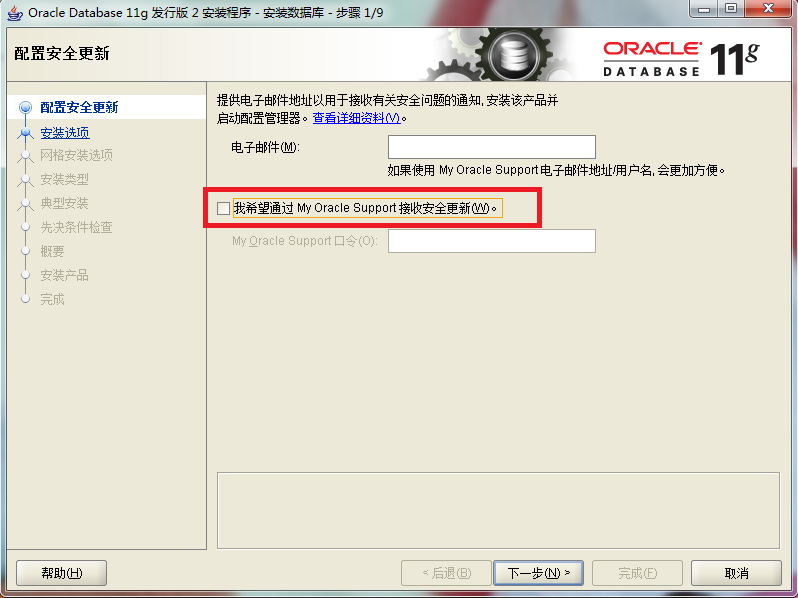 Oracle Database 11g 发行版 2 安装程序 - 安装数据库 - 步骤 1/9
配置安全更新
ORACLE
DATABASE
11g
配置安全更新
安装选项
网格安装选项
安装类型
典型安装
先决条件检查
概要
安装产品
完成
提供电子邮件地址以用于接收有关安全问题的通知, 安装该产品并
启动配置管理器。查看详细资料(V)。
电子邮件(M):
如果使用 My Oracle Support 电子邮件地址/用户名, 会更加方便。
我希望通过 My Oracle Support 接收安全更新(W)。
My Oracle Support 口令(O):
帮助(H)
< 后退(B)
下一步(N) >
完成(F)
取消